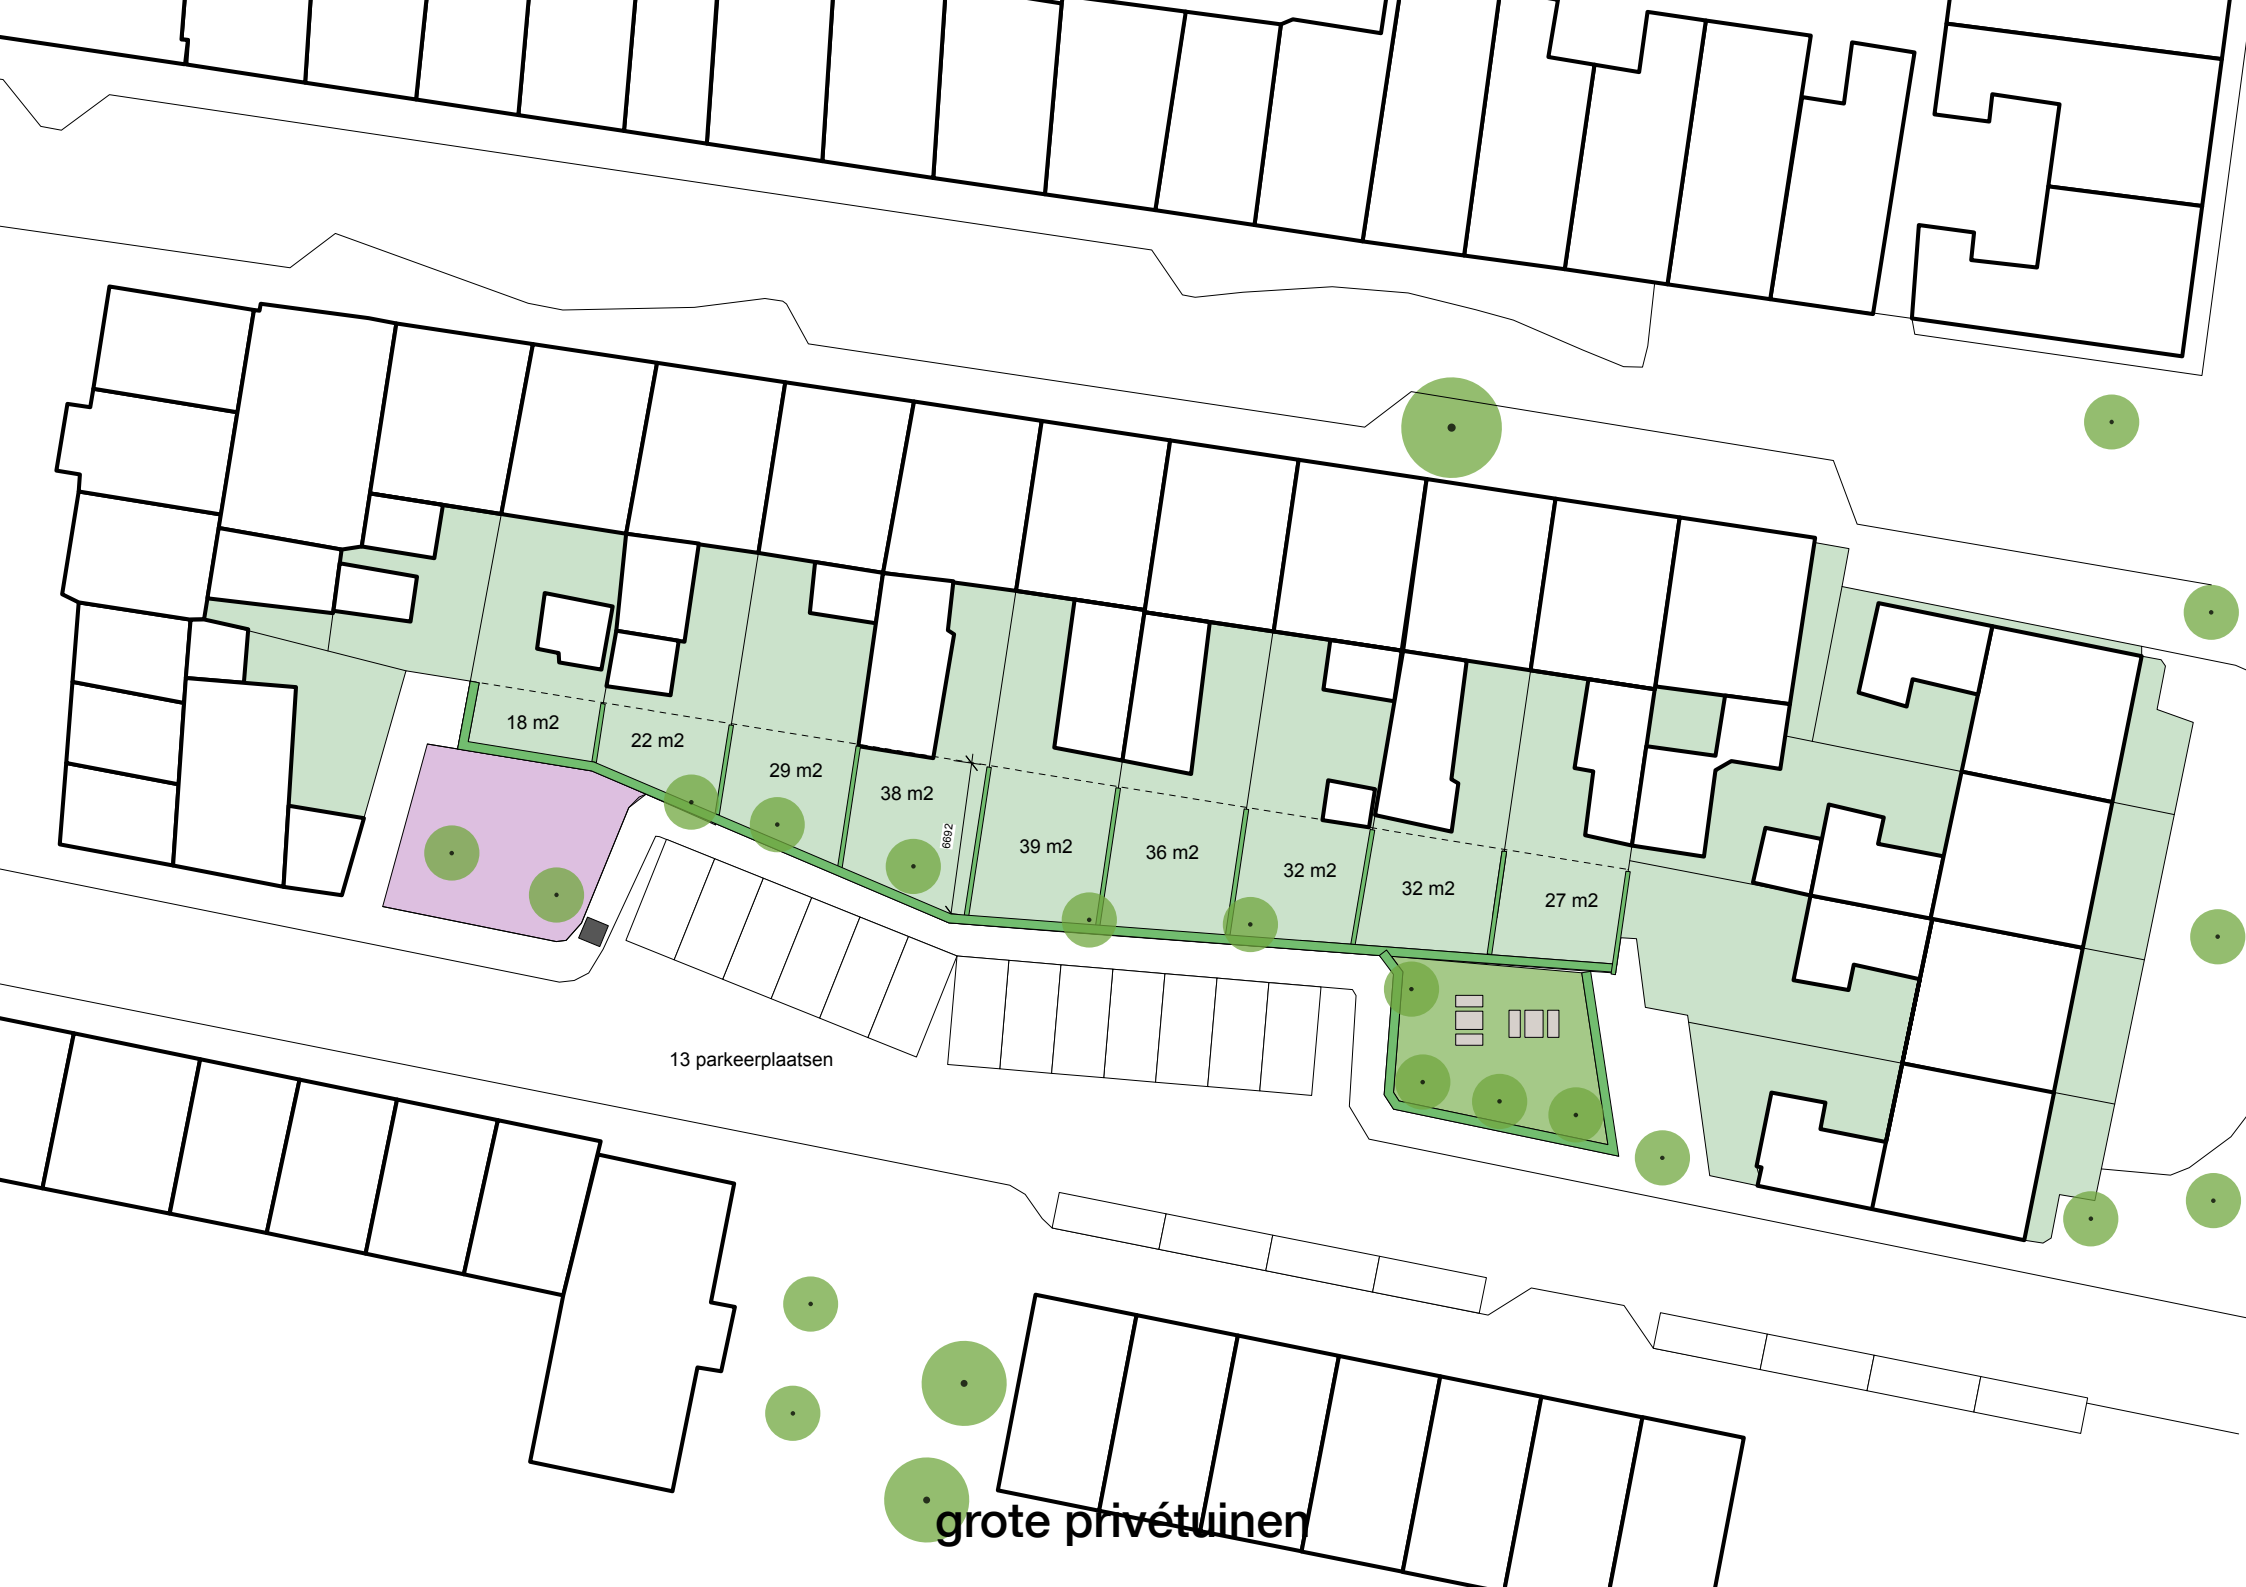 18 m2
22 m2
29 m2
38 m2
6692
39 m2
36 m2
32 m2
32 m2
27 m2
13 parkeerplaatsen
grote privétuinen